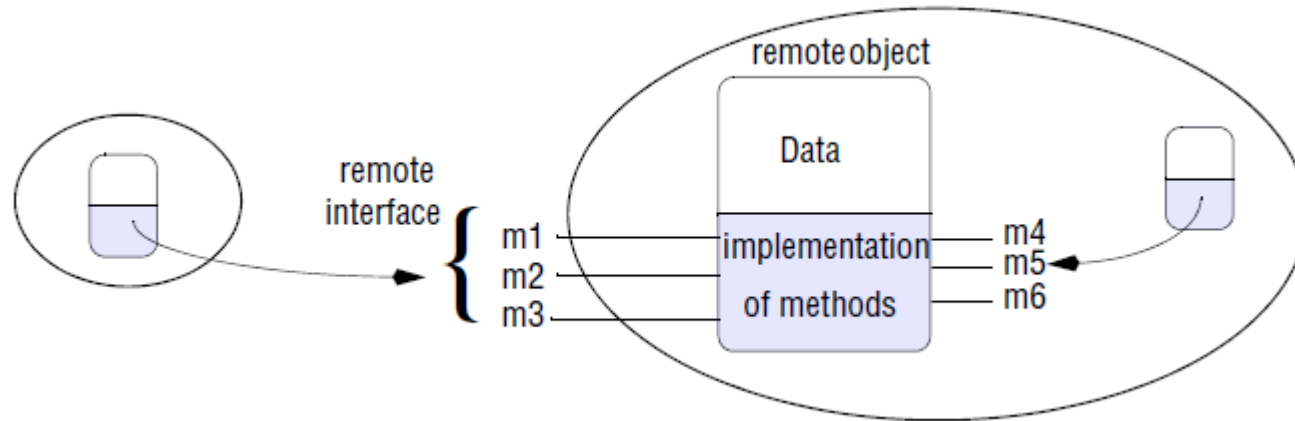 remote object
Data
remote
interface
{
m1
m2
m3
implementation
of methods
m4
m5
m6